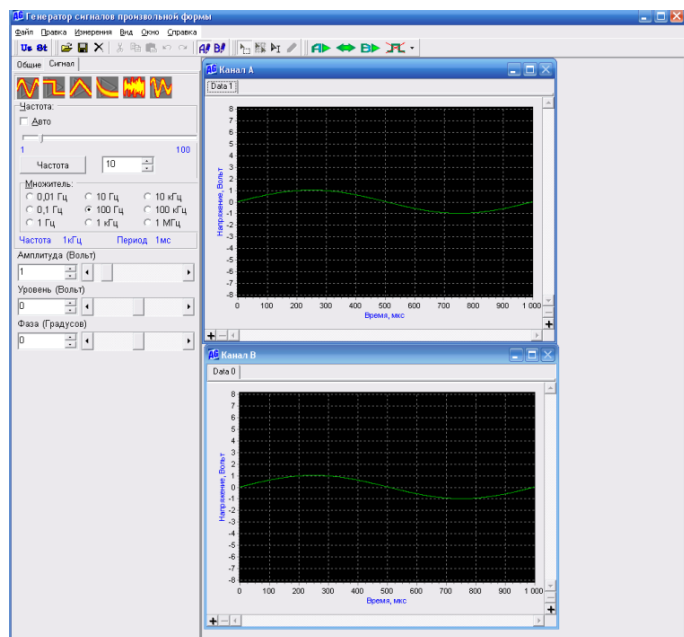 АБ Генератор сигналов произвольной формы
Файл Правка Измерения Вид Окно Справка
Общие Сигнал
Частота:
Авто
1 100
Частота 10
Множитель:
0,01 Гц 10 Гц 10 кГц
0,1 Гц 100 Гц 100 кГц
1 Гц 1 кГц 1 МГц
Частота 1кГц Период 1мс
Амплитуда (Вольт)
1
Уровень (Вольт)
0
Фаза (Градусов)
0
АБ Канал А
Data 1
8
7
6
5
4
3
2
1
0
-1
-2
-3
-4
-5
-6
-7
-8
Напряжение, Вольт
0 100 200 300 400 500 600 700 800 900 1 000
Время, мкс
АБ Канал В
Data 0
8
7
6
5
4
3
2
1
0
-1
-2
-3
-4
-5
-6
-7
-8
Напряжение, Вольт
0 100 200 300 400 500 600 700 800 900 1 000
Время, мкс